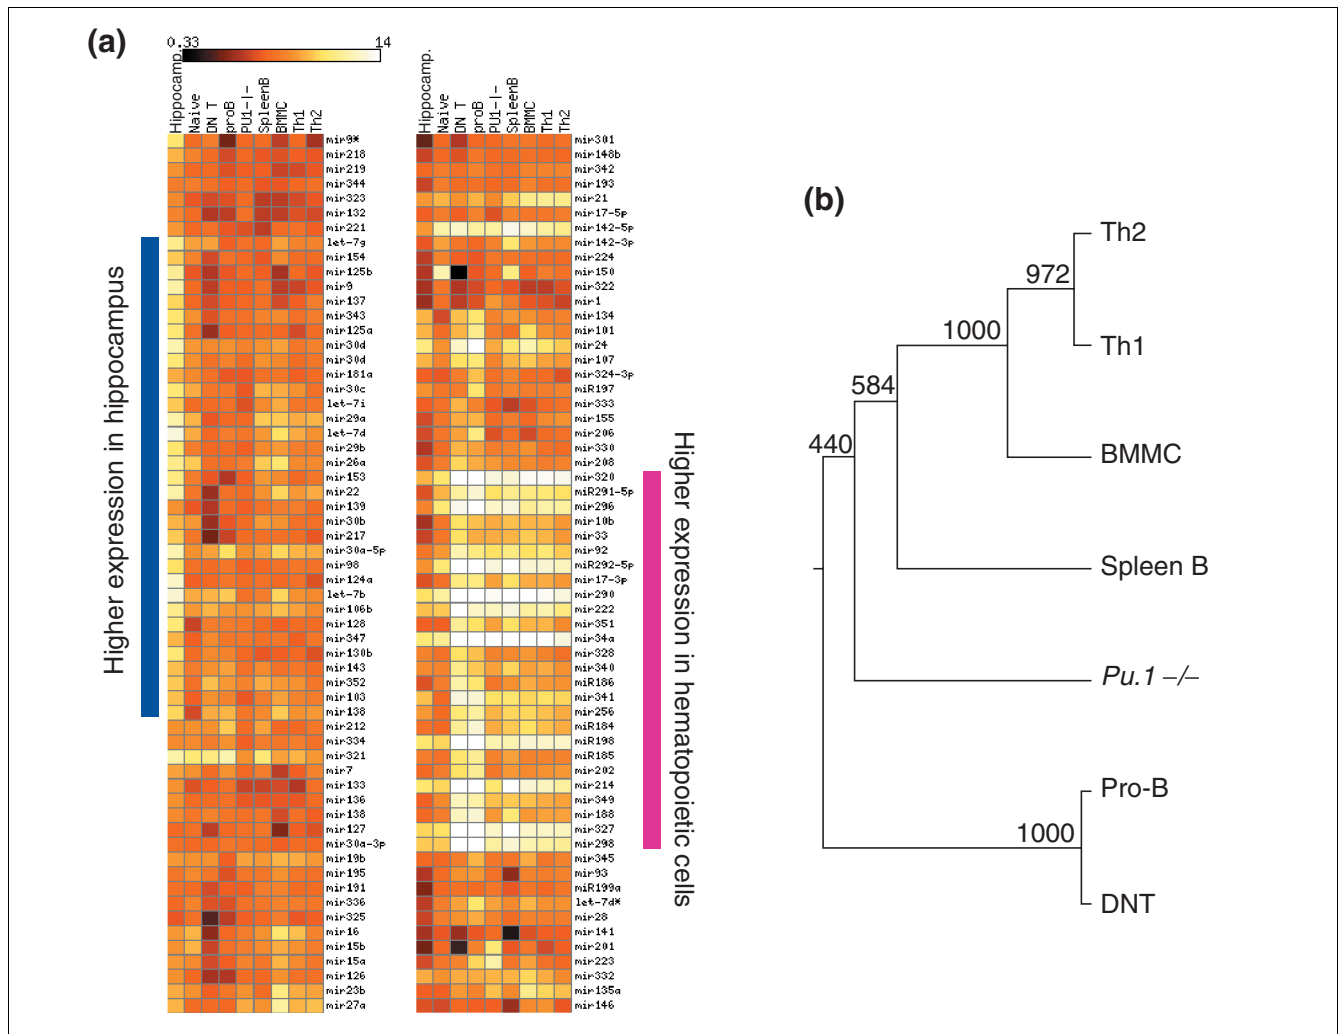 (a)
0.33 14
Hippocamp. Naive DN T proB PU1-|- SpleenB BMMC Th1 Th2
mir9*
mir218
mir219
mir344
mir323
mir132
mir221
let-7g
mir154
mir125b
mir9
mir137
mir343
mir125a
mir30d
mir30d
mir181a
mir30c
let-7i
mir29a
let-7d
mir29b
mir26a
mir153
mir22
mir139
mir30b
mir217
mir30a-5p
mir98
mir124a
let-7b
mir106b
mir128
mir347
mir130b
mir143
mir352
mir103
mir138
mir212
mir334
mir321
mir7
mir133
mir136
mir138
mir127
mir30a-3p
mir19b
mir195
mir191
mir336
mir325
mir16
mir15b
mir15a
mir126
mir23b
mir27a
Higher expression in hippocampus
Hippocamp. Naive DN T proB PU1-|- SpleenB BMMC Th1 Th2
mir301
mir148b
mir342
mir193
mir21
mir17-5p
mir142-5p
mir142-3p
mir224
mir150
mir322
mir1
mir134
mir101
mir24
mir107
mir324-3p
miR197
mir333
mir155
mir206
mir330
mir208
mir320
miR291-5p
mir296
mir10b
mir33
mir92
miR292-5p
mir17-3p
mir290
mir222
mir351
mir34a
mir328
mir340
miR186
mir341
mir256
miR184
miR198
miR185
mir202
mir214
mir349
mir188
mir327
mir298
mir345
mir93
miR199a
let-7d*
mir28
mir141
mir201
mir223
mir332
mir135a
mir146
Higher expression in hematopoietic cells
(b)
Th2
972
Th1
1000
BMMC
584
Spleen B
440
Pu.1 –/–
Pro-B
1000
DNT